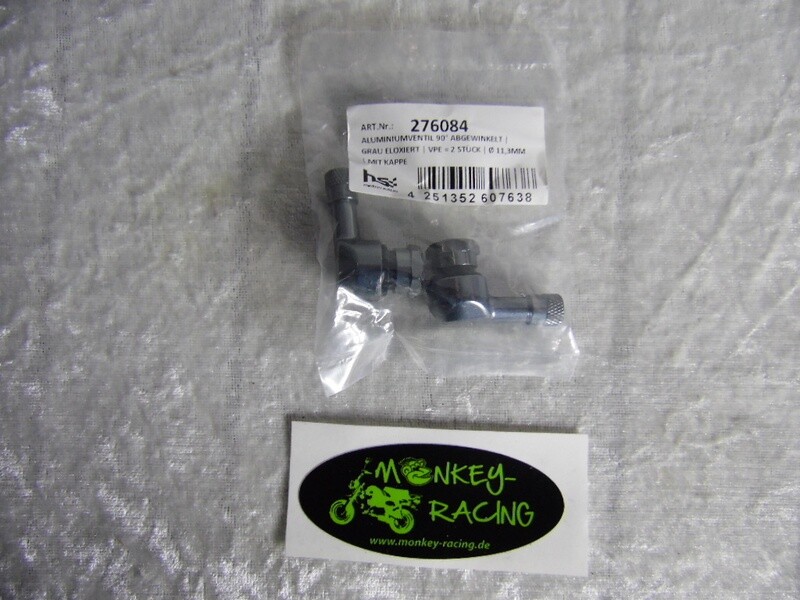 ART.Nr.: 276084
ALUMINIUMVENTIL 90° ABGEWINKELT |
GRAU ELOXIERT | VPE = 2 STÜCK | Ø 11,3MM
| MIT KAPPE
4 251352 607638
MONKEY-
RACING
www.monkey-racing.de